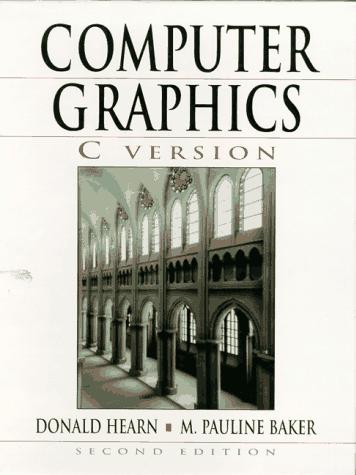 COMPUTER
GRAPHICS
C VERSION
DONALD HEARN ■ M. PAULINE BAKER
SECOND EDITION